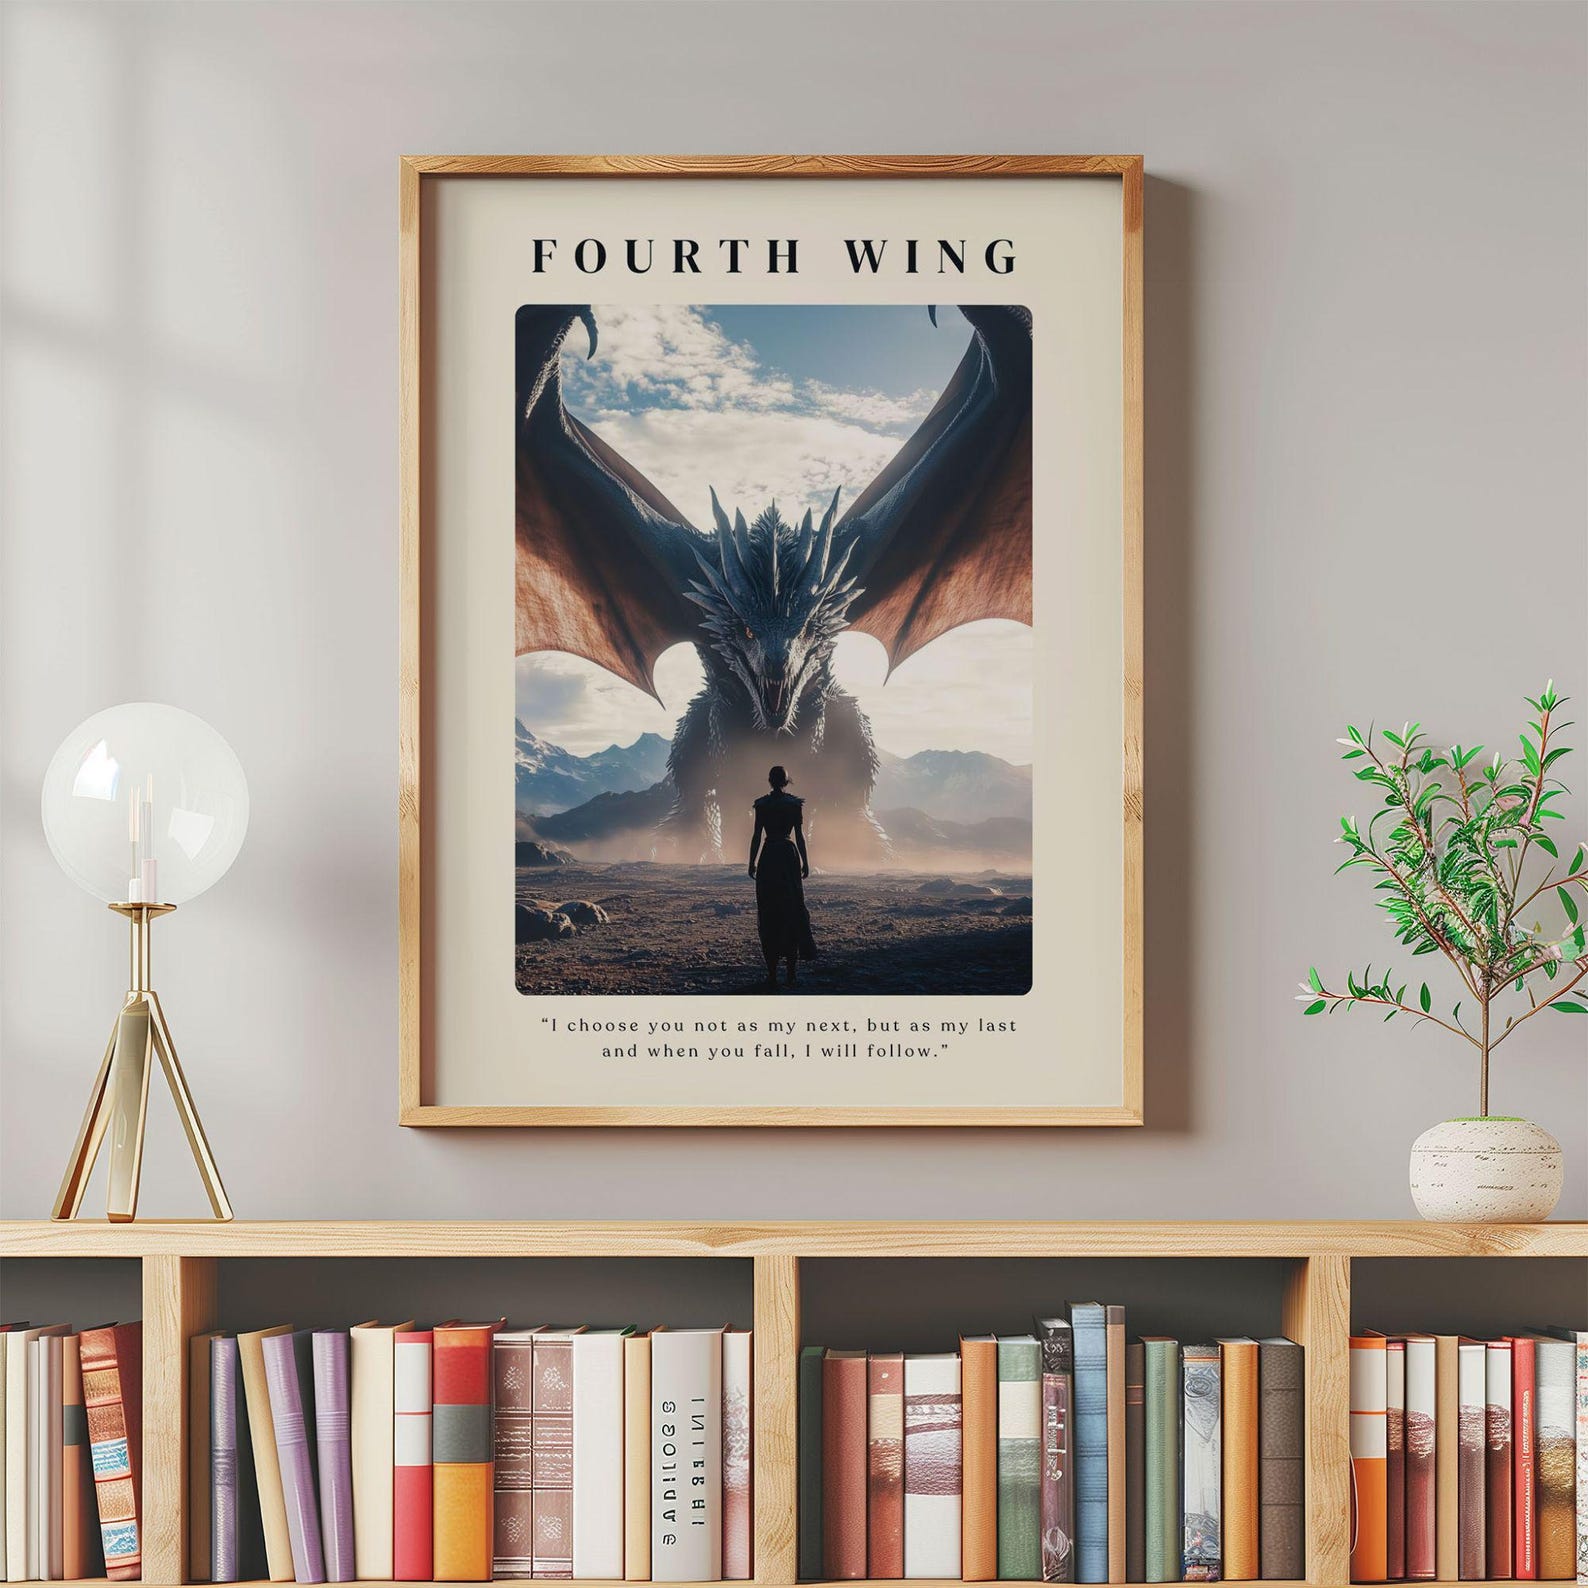 FOURTH WING
“I choose you not as my next, but as my last
and when you fall, I will follow.”